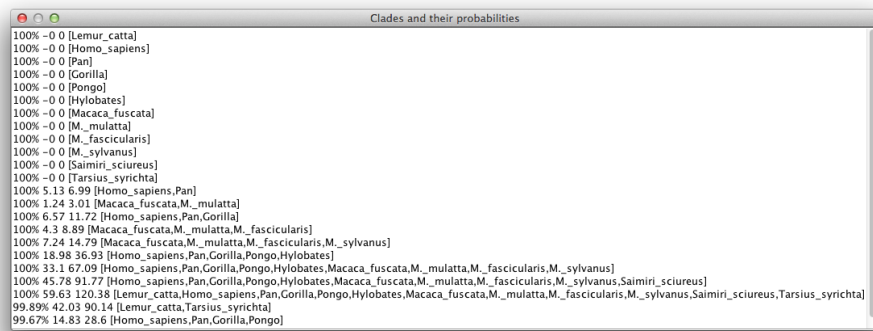 Clades and their probabilities
100% -0 0 [Lemur_catta]
100% -0 0 [Homo_sapiens]
100% -0 0 [Pan]
100% -0 0 [Gorilla]
100% -0 0 [Pongo]
100% -0 0 [Hylobates]
100% -0 0 [Macaca_fuscata]
100% -0 0 [M._mulatta]
100% -0 0 [M._fascicularis]
100% -0 0 [M._sylvanus]
100% -0 0 [Saimiri_sciureus]
100% -0 0 [Tarsius_syrichta]
100% 5.13 6.99 [Homo_sapiens,Pan]
100% 1.24 3.01 [Macaca_fuscata,M._mulatta]
100% 6.57 11.72 [Homo_sapiens,Pan,Gorilla]
100% 4.3 8.89 [Macaca_fuscata,M._mulatta,M._fascicularis]
100% 7.24 14.79 [Macaca_fuscata,M._mulatta,M._fascicularis,M._sylvanus]
100% 18.98 36.93 [Homo_sapiens,Pan,Gorilla,Pongo,Hylobates]
100% 33.1 67.09 [Homo_sapiens,Pan,Gorilla,Pongo,Hylobates,Macaca_fuscata,M._mulatta,M._fascicularis,M._sylvanus]
100% 45.78 91.77 [Homo_sapiens,Pan,Gorilla,Pongo,Hylobates,Macaca_fuscata,M._mulatta,M._fascicularis,M._sylvanus,Saimiri_sciureus]
100% 59.63 120.38 [Lemur_catta,Homo_sapiens,Pan,Gorilla,Pongo,Hylobates,Macaca_fuscata,M._mulatta,M._fascicularis,M._sylvanus,Saimiri_sciureus,Tarsius_syrichta]
99.89% 42.03 90.14 [Lemur_catta,Tarsius_syrichta]
99.67% 14.83 28.6 [Homo_sapiens,Pan,Gorilla,Pongo]